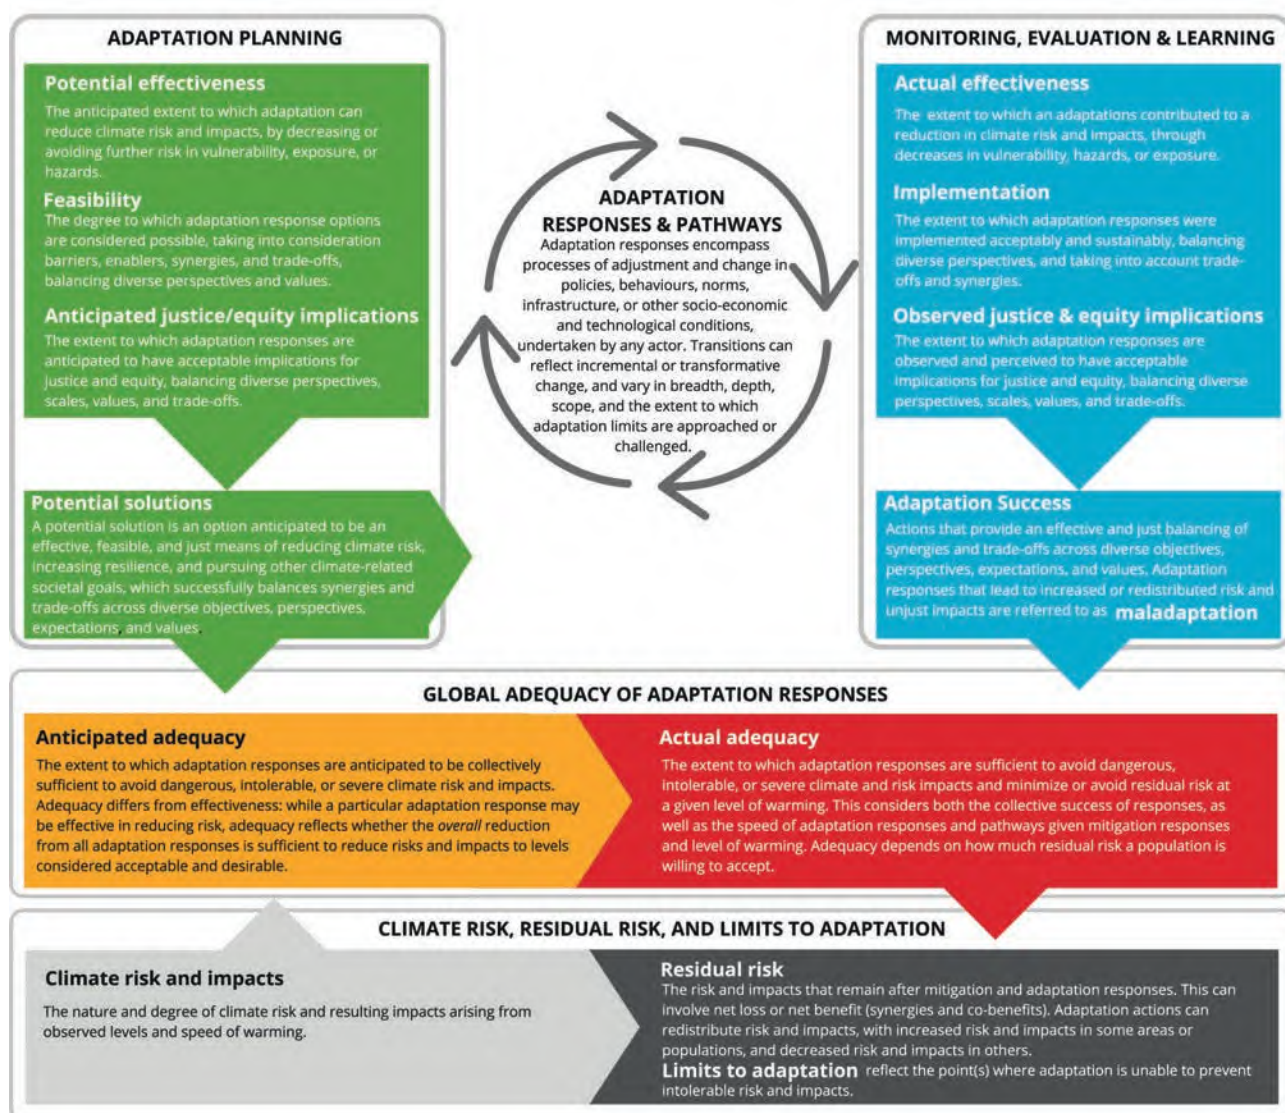 ADAPTATION PLANNING
Potential effectiveness
The anticipated extent to which adaptation can
reduce climate risk and impacts, by decreasing or
avoiding further risk in vulnerability, exposure, or
hazards.
Feasibility
The degree to which adaptation response options
are considered possible, taking into consideration
barriers, enablers, synergies, and trade-offs,
balancing diverse perspectives and values.
Anticipated justice/equity implications
The extent to which adaptation responses are
anticipated to have acceptable implications for
justice and equity, balancing diverse perspectives,
scales, values, and trade-offs.
Potential solutions
A potential solution is an option anticipated to be an
effective, feasible, and just means of reducing climate risk,
increasing resilience, and pursuing other climate-related
societal goals, which successfully balances synergies and
trade-offs across diverse objectives, perspectives,
expectations, and values.
ADAPTATION
RESPONSES & PATHWAYS
Adaptation responses encompass
processes of adjustment and change in
policies, behaviours, norms,
infrastructure, or other socio-economic
and technological conditions,
undertaken by any actor. Transitions can
reflect incremental or transformative
change, and vary in breadth, depth,
scope, and the extent to which
adaptation limits are approached or
challenged.
MONITORING, EVALUATION & LEARNING
Actual effectiveness
The extent to which an adaptations contributed to a
reduction in climate risk and impacts, through
decreases in vulnerability, hazards, or exposure.
Implementation
The extent to which adaptation responses were
implemented acceptably and sustainably, balancing
diverse perspectives, and taking into account trade-
offs and synergies.
Observed justice & equity implications
The extent to which adaptation responses are
observed and perceived to have acceptable
implications for justice and equity, balancing diverse
perspectives, scales, values, and trade-offs.
Adaptation Success
Actions that provide an effective and just balancing of
synergies and trade-offs across diverse objectives,
perspectives, expectations, and values. Adaptation
responses that lead to increased or redistributed risk and
unjust impacts are referred to as maladaptation
GLOBAL ADEQUACY OF ADAPTATION RESPONSES
Anticipated adequacy
The extent to which adaptation responses are anticipated to be collectively
sufficient to avoid dangerous, intolerable, or severe climate risk and impacts.
Adequacy differs from effectiveness: while a particular adaptation response may
be effective in reducing risk, adequacy reflects whether the overall reduction
from all adaptation responses is sufficient to reduce risks and impacts to levels
considered acceptable and desirable.
Actual adequacy
The extent to which adaptation responses are sufficient to avoid dangerous,
intolerable, or severe climate and risk impacts and minimize or avoid residual risk at
a given level of warming. This considers both the collective success of responses, as
well as the speed of adaptation responses and pathways given mitigation responses
and level of warming. Adequacy depends on how much residual risk a population is
willing to accept.
CLIMATE RISK, RESIDUAL RISK, AND LIMITS TO ADAPTATION
Climate risk and impacts
The nature and degree of climate risk and resulting impacts arising from
observed levels and speed of warming.
Residual risk
The risk and impacts that remain after mitigation and adaptation responses. This can
involve net loss or net benefit (synergies and co-benefits). Adaptation actions can
redistribute risk and impacts, with increased risk and impacts in some areas or
populations, and decreased risk and impacts in others.
Limits to adaptation reflect the point(s) where adaptation is unable to prevent
intolerable risk and impacts.